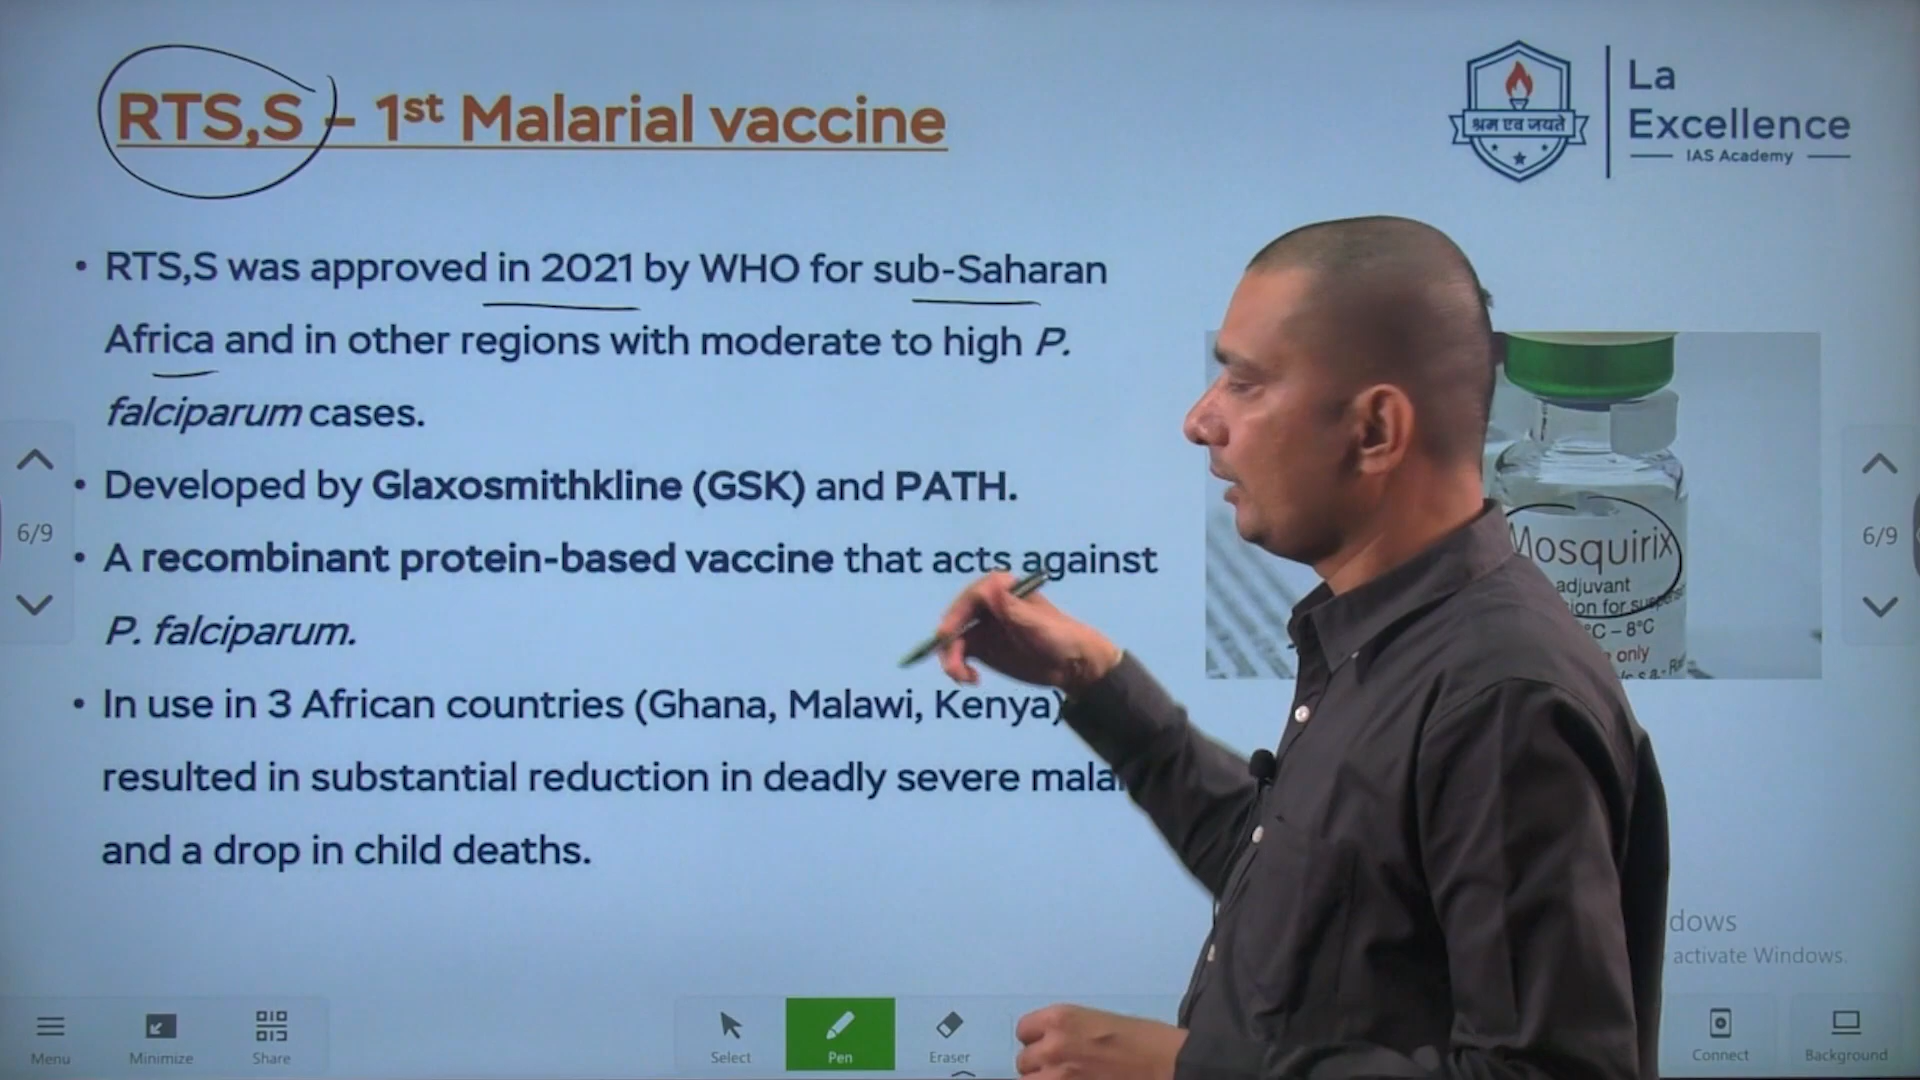 RTS,S – 1st Malarial vaccine
श्रम एव जयते
La
Excellence
IAS Academy
• RTS,S was approved in 2021 by WHO for sub-Saharan
Africa and in other regions with moderate to high P.
falciparum cases.
• Developed by Glaxosmithkline (GSK) and PATH.
• A recombinant protein-based vaccine that acts against
P. falciparum.
• In use in 3 African countries (Ghana, Malawi, Kenya)
resulted in substantial reduction in deadly severe
and a drop in child deaths.
Mosquirix
adjuvant
for
°C – 8°C
only
6/9
6/9
activate Windows.
Menu
Minimize
Share
Select
Pen
Eraser
Connect
Background